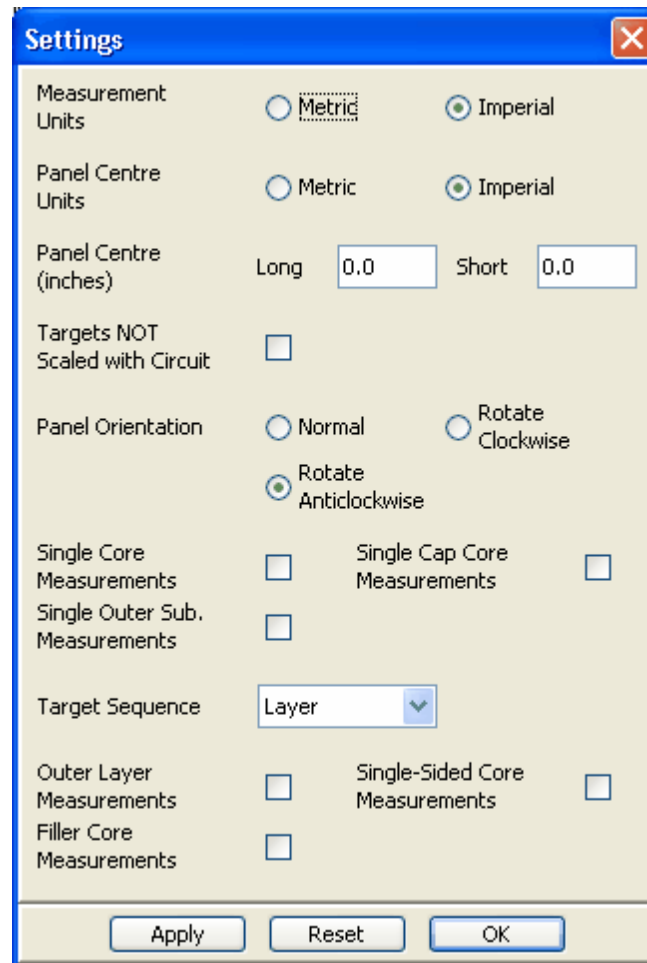 Settings
Measurement
Units
Metric
Imperial
Panel Centre
Units
Metric
Imperial
Panel Centre
(inches)
Long
0.0
Short
0.0
Targets NOT
Scaled with Circuit
Panel Orientation
Normal
Rotate
Clockwise
Rotate
Anticlockwise
Single Core
Measurements
Single Cap Core
Measurements
Single Outer Sub.
Measurements
Target Sequence
Layer
Outer Layer
Measurements
Single-Sided Core
Measurements
Filler Core
Measurements
Apply
Reset
OK